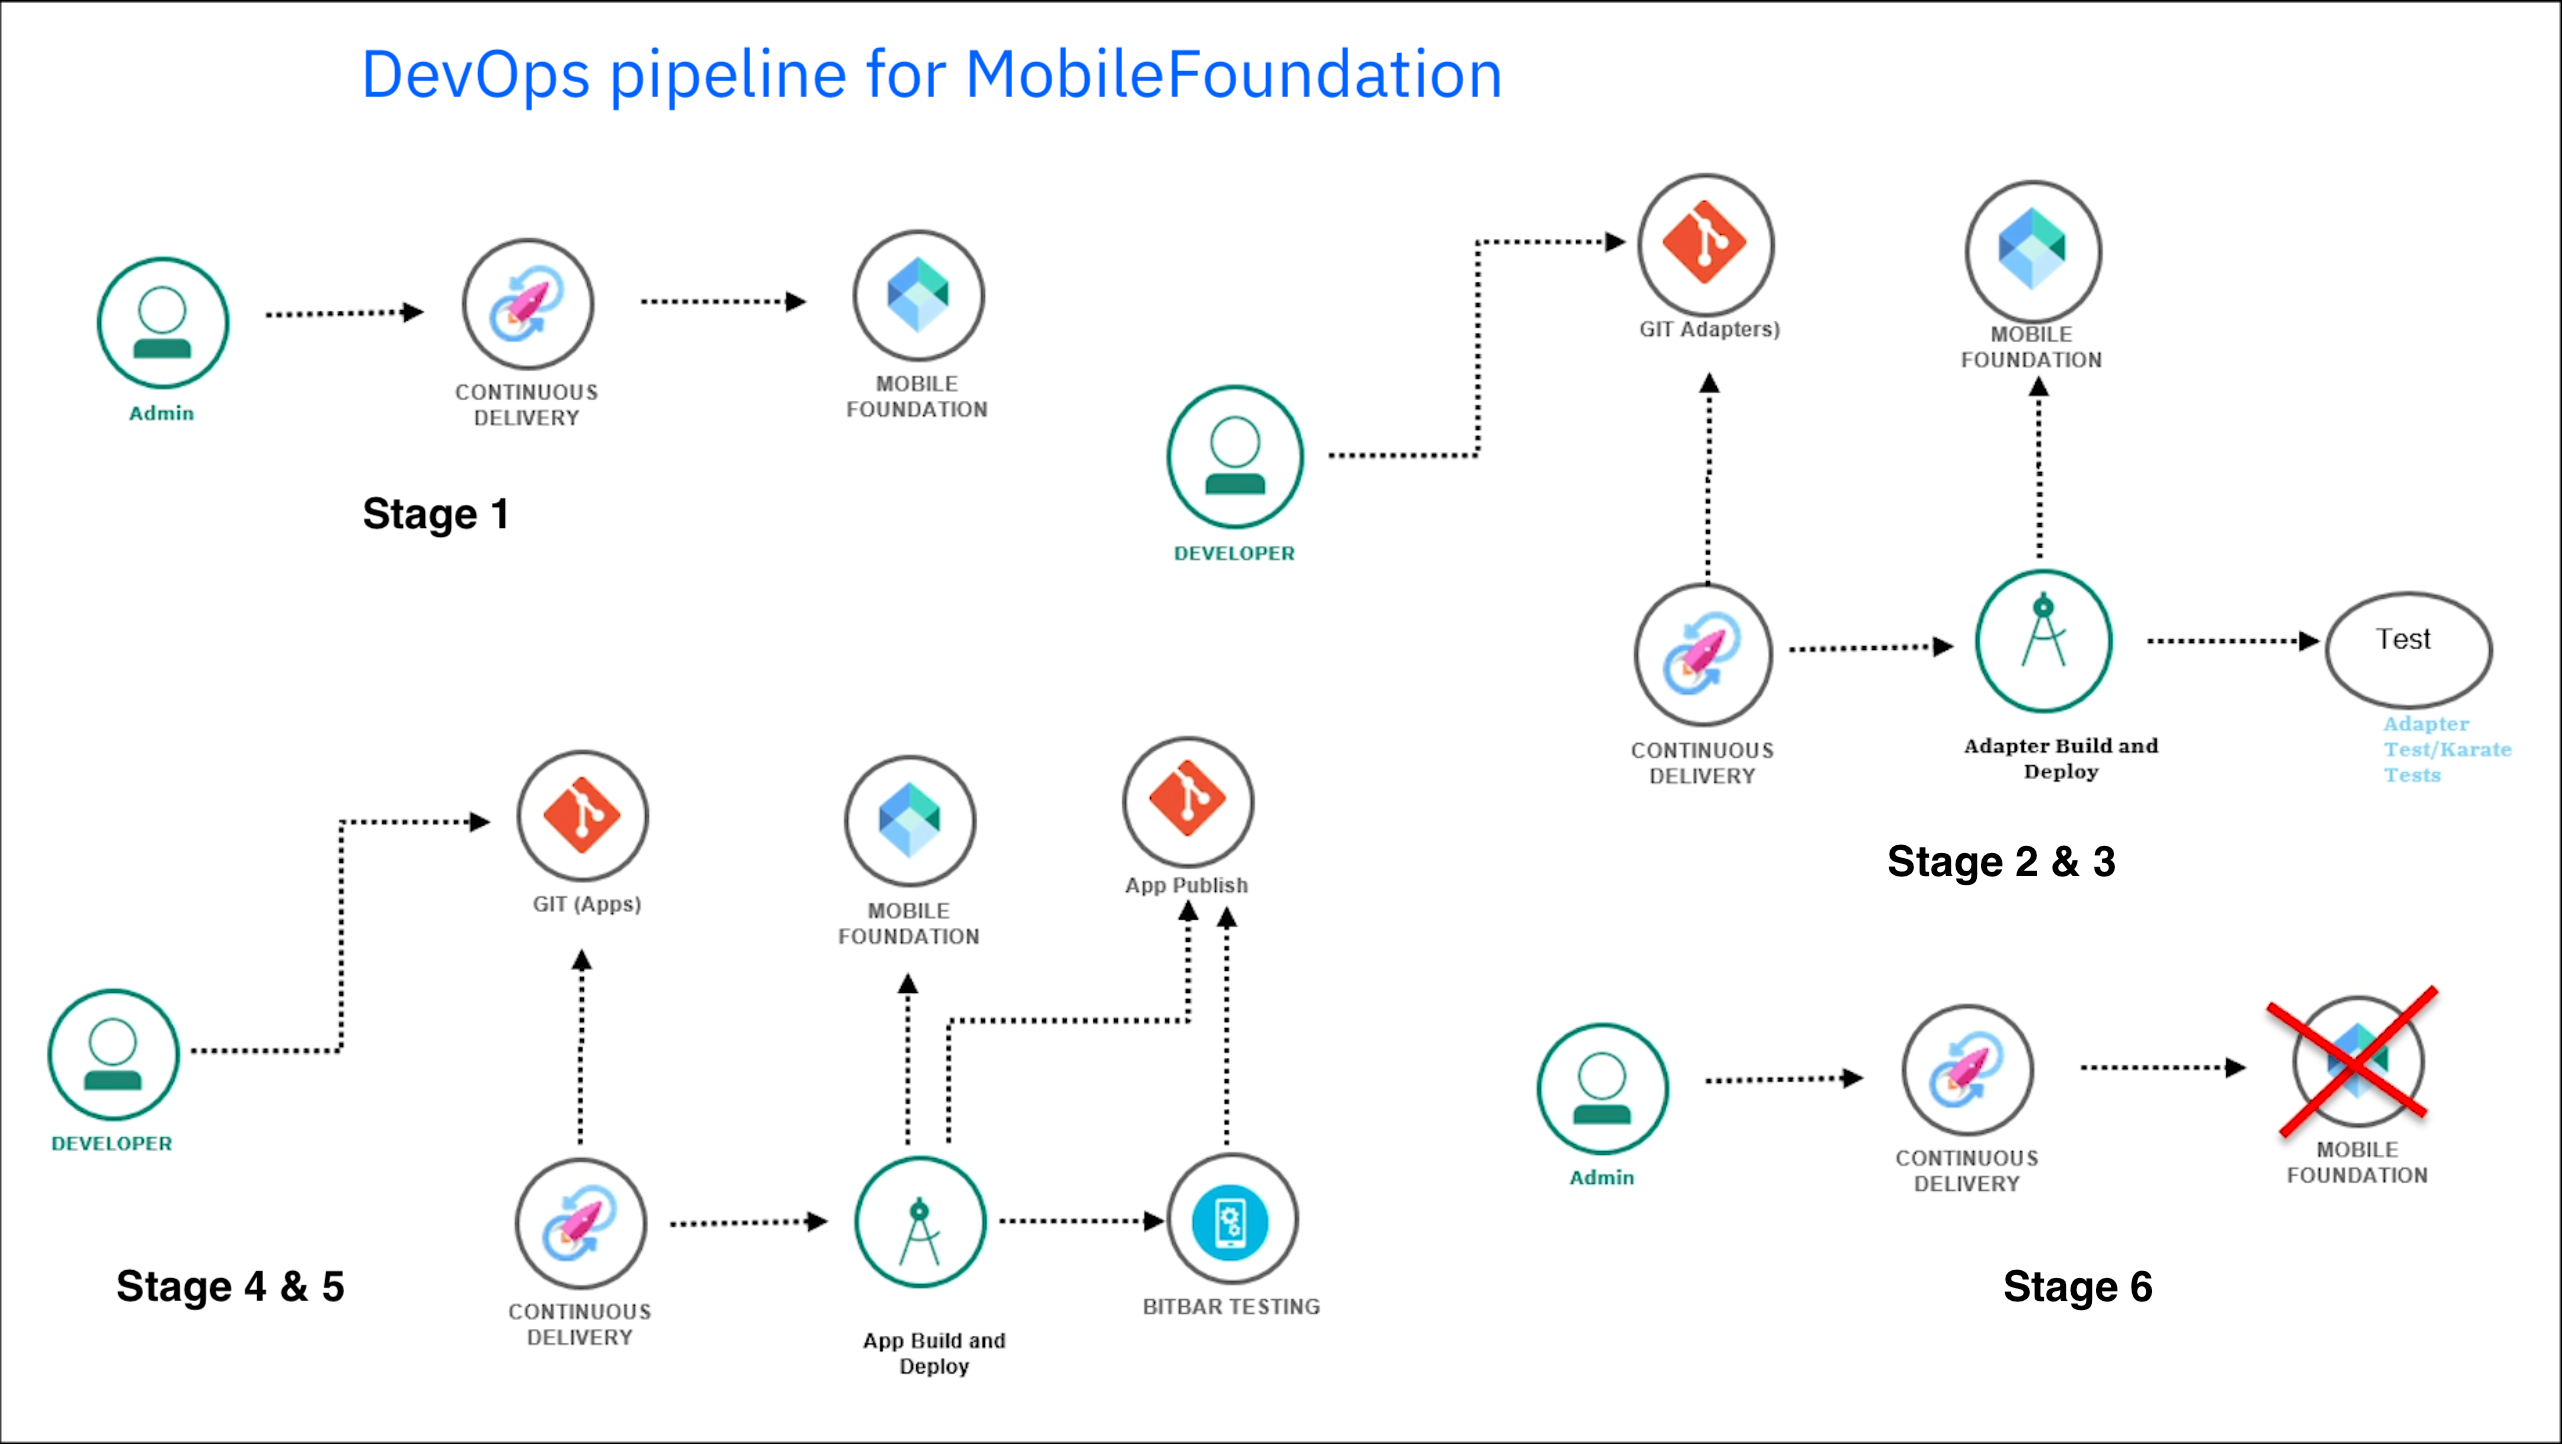 DevOps pipeline for MobileFoundation
Admin
CONTINUOUS
DELIVERY
MOBILE
FOUNDATION
Stage 1
DEVELOPER
GIT Adapters)
MOBILE
FOUNDATION
CONTINUOUS
DELIVERY
Adapter Build and
Deploy
Test
Adapter
Test/Karate
Tests
Stage 2 & 3
DEVELOPER
GIT (Apps)
MOBILE
FOUNDATION
App Publish
CONTINUOUS
DELIVERY
App Build and
Deploy
BITBAR TESTING
Stage 4 & 5
Admin
CONTINUOUS
DELIVERY
MOBILE
FOUNDATION
Stage 6